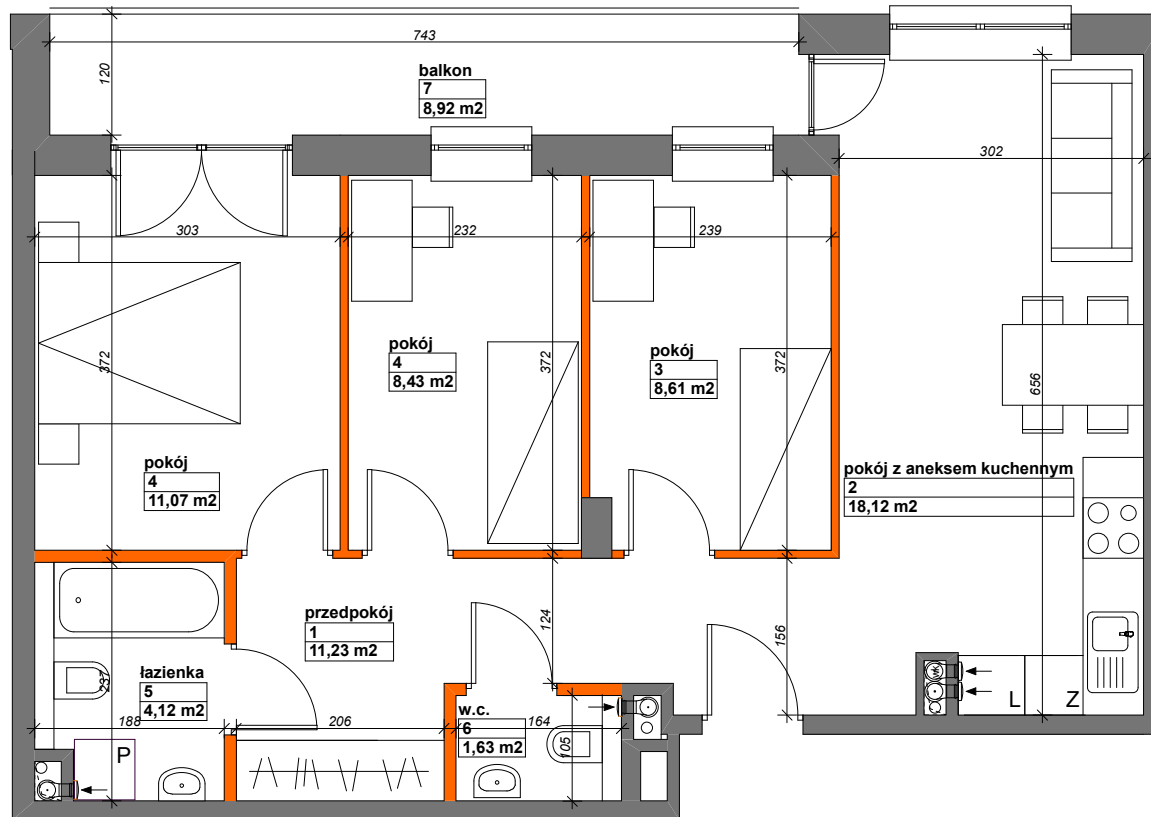 743
120
balkon
7
8,92 m2
302
303
232
239
372
pokój
4
8,43 m2
372
pokój
3
8,61 m2
372
656
pokój
4
11,07 m2
pokój z aneksem kuchennym
2
18,12 m2
przedpokój
1
11,23 m2
124
156
237
łazienka
5
4,12 m2
L
Z
188
206
w.c.
6
1,63 m2
164
105
P